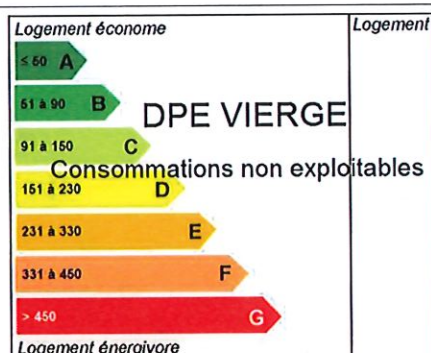 Logement économe
Logement
≤ 50 A
51 à 90 B
DPE VIERGE
91 à 150 C
Consommations non exploitables
151 à 230 D
231 à 330 E
331 à 450 F
> 450 G
Logement énergivore